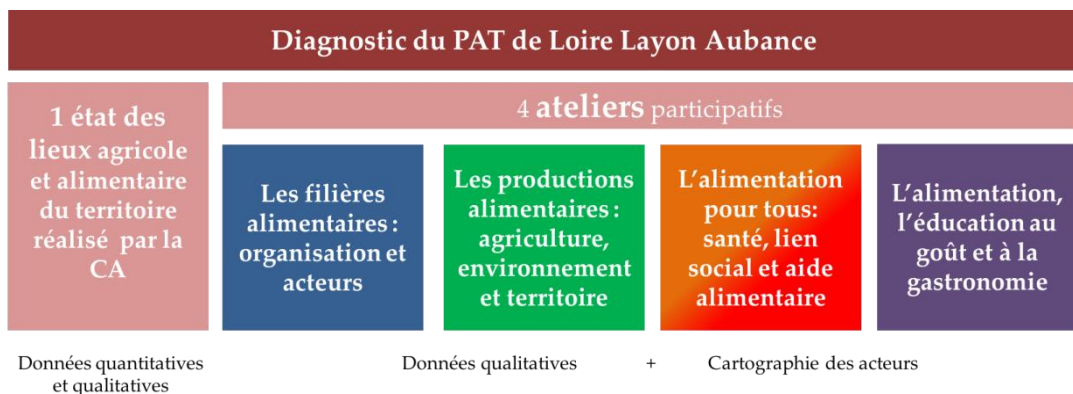 Diagnostic du PAT de Loire Layon Aubance
1 état des
lieux agricole
et alimentaire
du territoire
réalisé par la
CA
4 ateliers participatifs
Les filières
alimentaires :
organisation et
acteurs
Les productions
alimentaires :
agriculture,
environnement
et territoire
L’alimentation
pour tous:
santé, lien
social et aide
alimentaire
L’alimentation,
l’éducation au
goût et à la
gastronomie
Données quantitatives
et qualitatives
Données qualitatives + Cartographie des acteurs